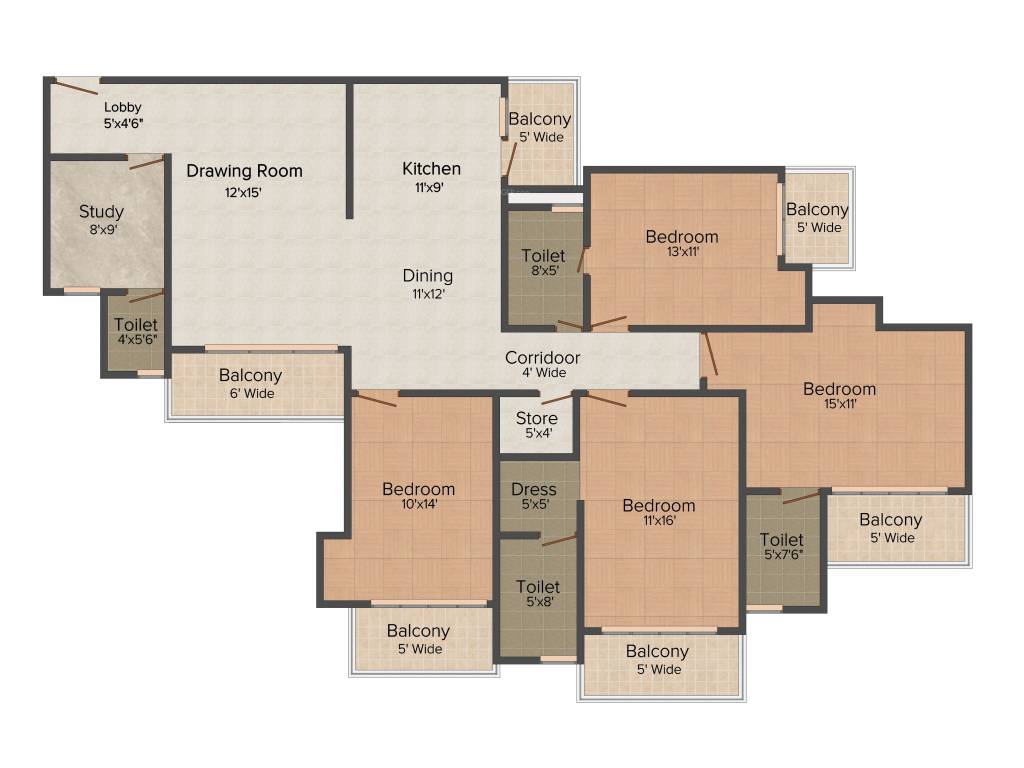 Lobby
5'x4'6"
Balcony
5' Wide
Drawing Room
12'x15'
Kitchen
11'x9'
Study
8'x9'
Balcony
5' Wide
Bedroom
13'x11'
Toilet
8'x5'
Dining
11'x12'
Toilet
4'x5'6"
Corridoor
4' Wide
Balcony
6' Wide
Bedroom
15'x11'
Store
5'x4'
Bedroom
10'x14'
Dress
5'x5'
Bedroom
11'x16'
Balcony
5' Wide
Toilet
5'x7'6"
Toilet
5'x8'
Balcony
5' Wide
Balcony
5' Wide